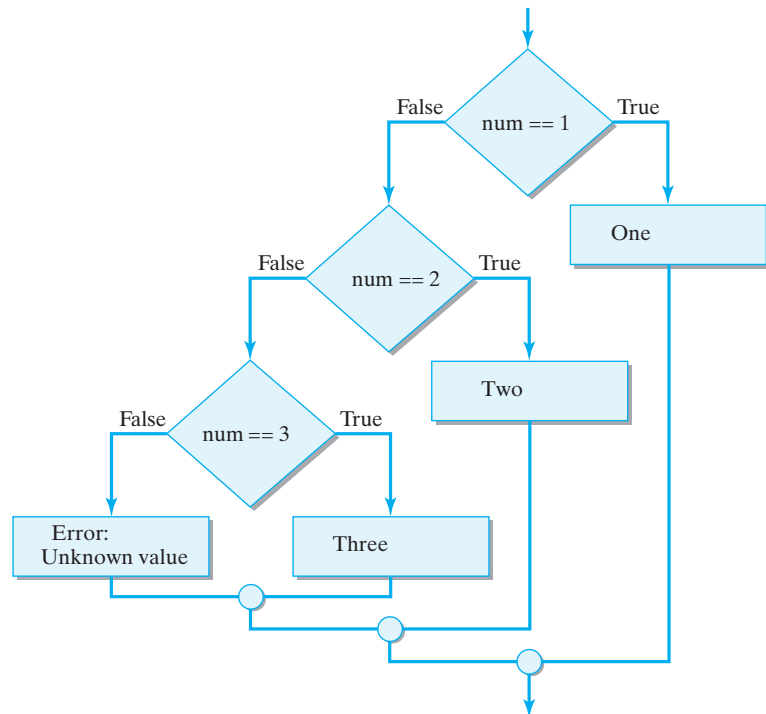 num == 1
False
True
One
num == 2
False
True
Two
num == 3
False
True
Error:
Unknown value
Three